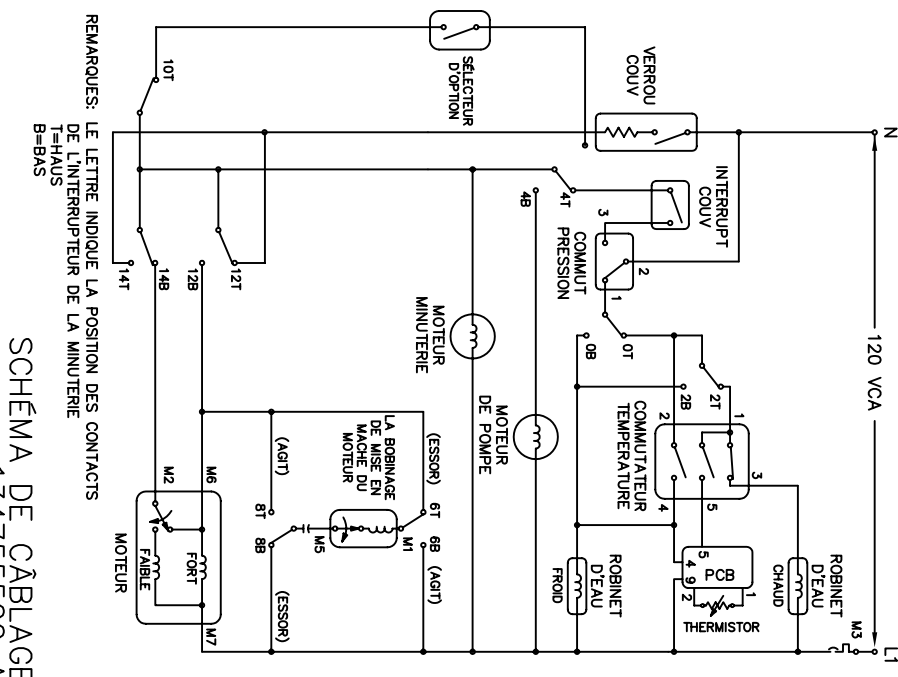 N
120 VCA
L1
VERROU
COUV
INTERRUPT
COUV
SÉLECTEUR
D'OPTION
10T
4T
4B
3
COMMUT
PRESSION
2
1
0T
0B
2T
2B
1
2
COMMUTATEUR
TEMPERATURE
3
4
5
MOTEUR
MINUTERIE
MOTEUR
DE POMPE
ROBINET
D'EAU
CHAUD
ROBINET
D'EAU
FROID
PCB
5
4
9
1
2
THERMISTOR
M3
14T
14B
12B
12T
(AGIT)
(ESSOR)
LA BOBINAGE
DE MISE EN
MACHE DU
MOTEUR
8T
8B
M5
M1
6T
6B
(ESSOR)
(AGIT)
M2
M6
M7
FAIBLE
FORT
MOTEUR
REMARQUES: LE LETTRE INDIQUE LA POSITION DES CONTACTS
DE L'INTERRUPTEUR DE LA MINUTERIE
T=HAUS
B=BAS
SCHÉMA DE CÂBLAGE